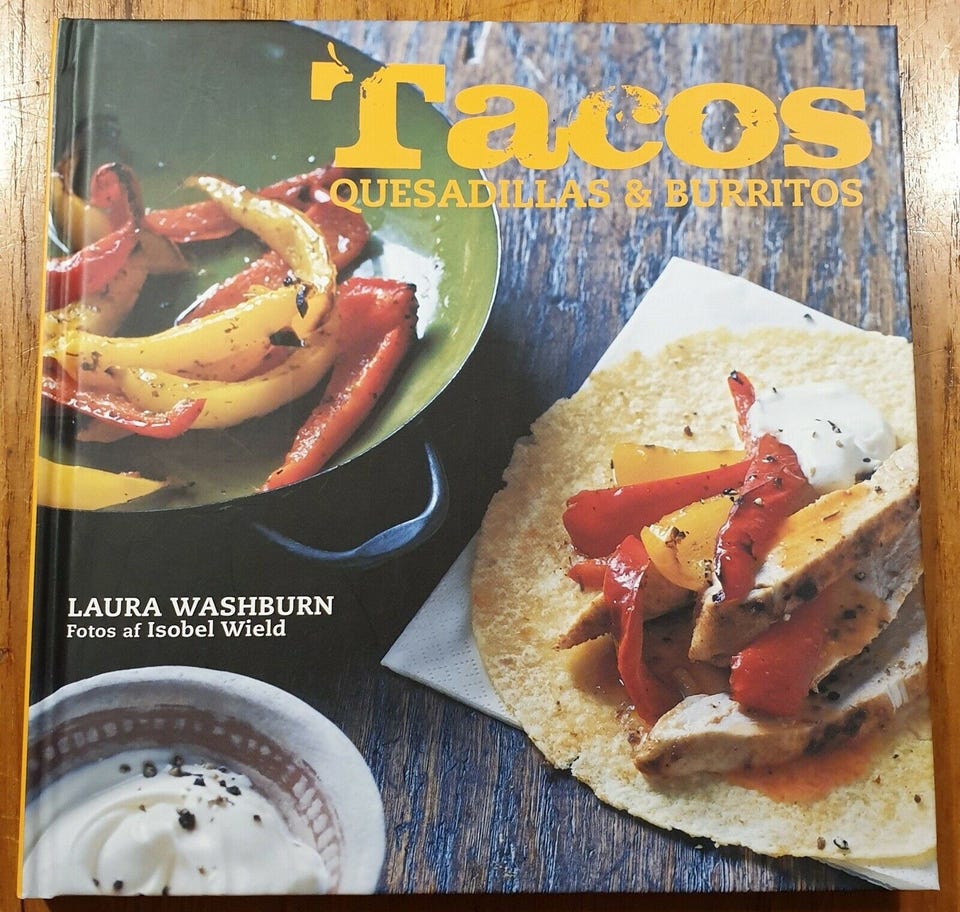 Tacos
QUESADILLAS & BURRITOS
LAURA WASHBURN
Fotos af Isobel Wield